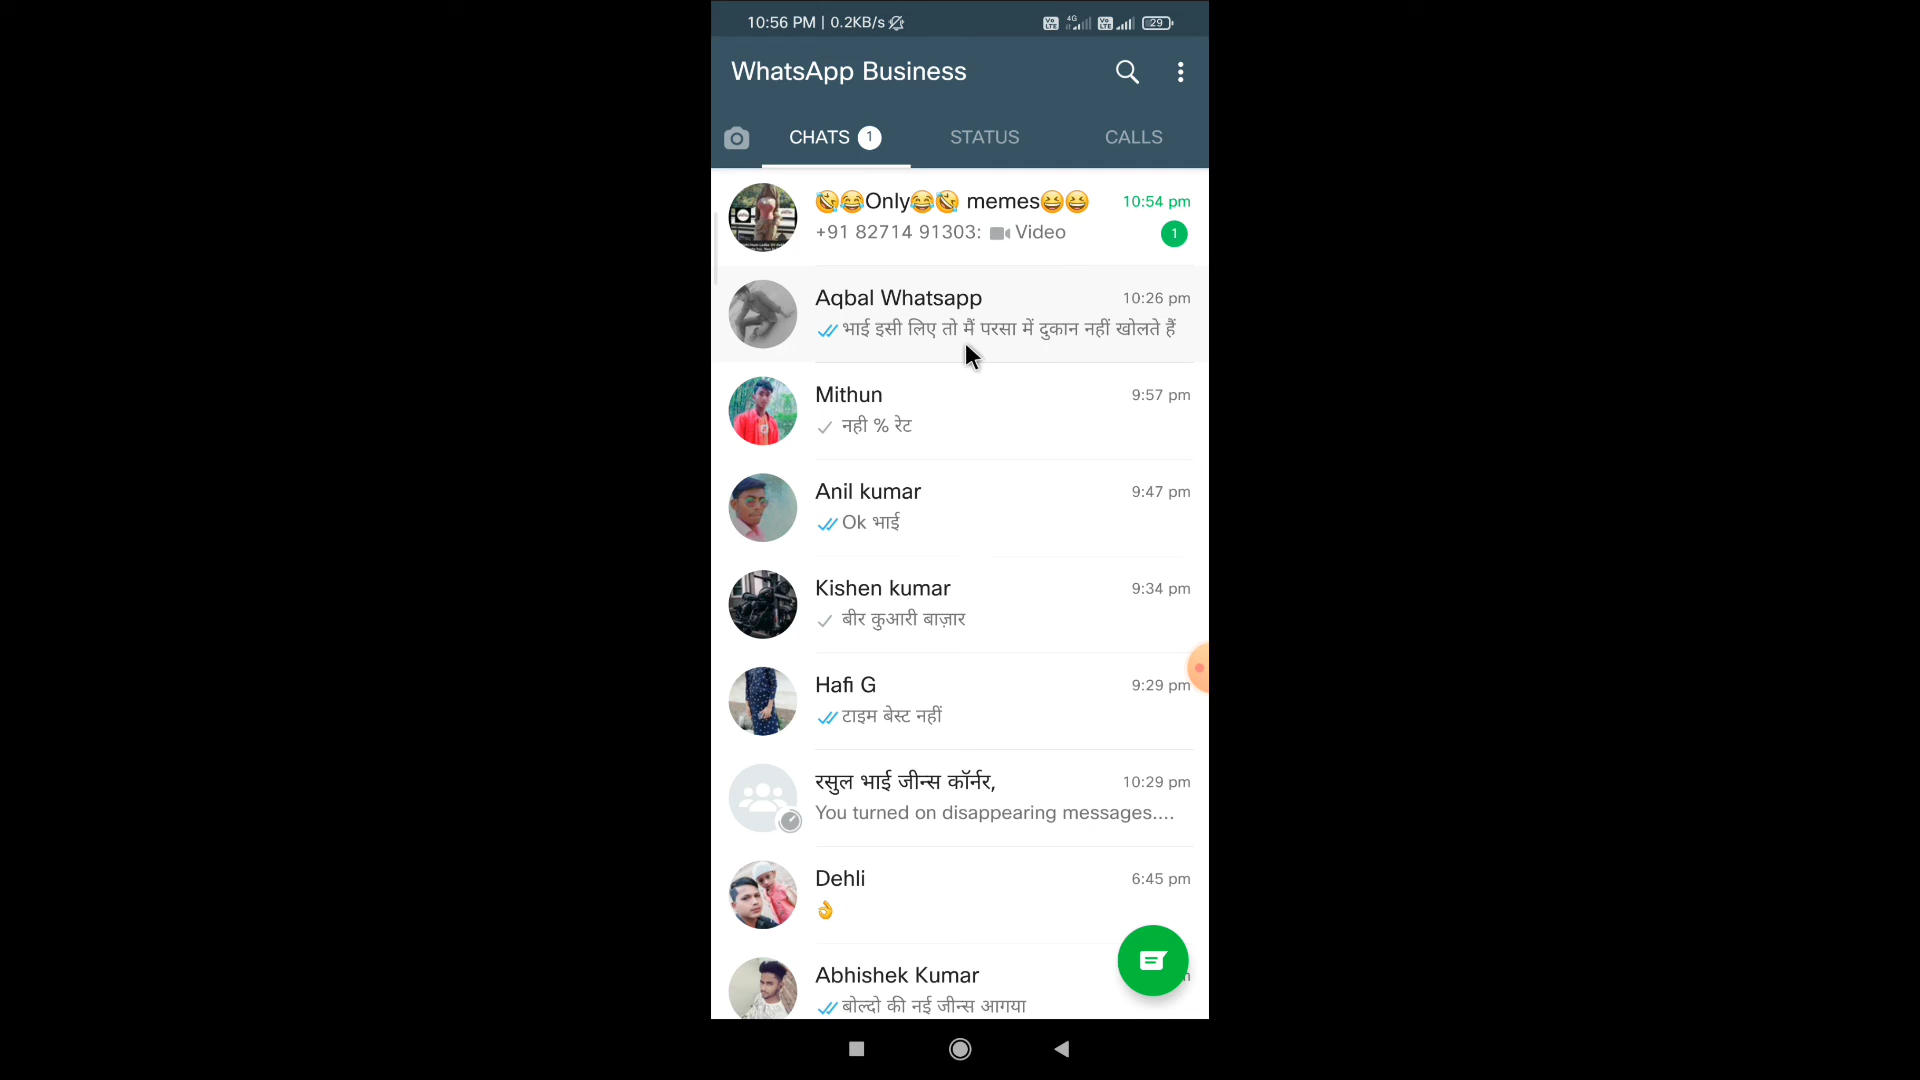 10:56 PM | 0.2KB/s 4G 29
WhatsApp Business
CHATS 1 STATUS CALLS
🤣😂Only😂🤣 memes😆😆 10:54 pm
+91 82714 91303: Video 1
Aqbal Whatsapp 10:26 pm
भाई इसी लिए तो मैं परसा में दुकान नहीं खोलते हैं
Mithun 9:57 pm
नही % रेट
Anil kumar 9:47 pm
Ok भाई
Kishen kumar 9:34 pm
बीर कुआरी बाज़ार
Hafi G 9:29 pm
टाइम बेस्ट नहीं
रसुल भाई जीन्स कॉर्नर, 10:29 pm
You turned on disappearing messages....
Dehli 6:45 pm
👌
Abhishek Kumar
बोल्दो की नई जीन्स आगया